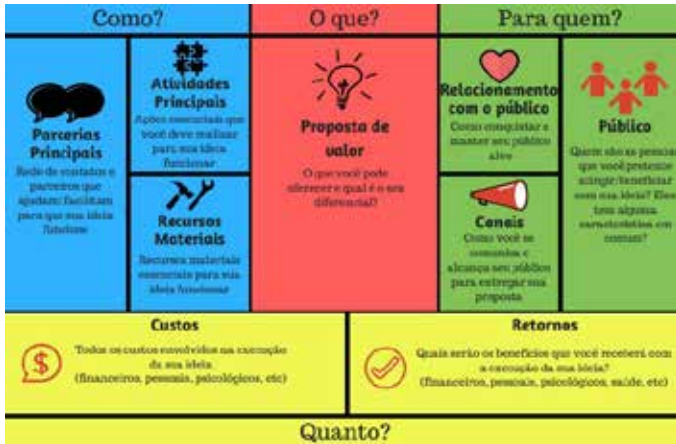 Como?
O que?
Para quem?
Parcerias
Principais
Rede de contatos e
parceiros que
ajudam/facilitam
para que sua ideia
funcione
Atividades
Principais
Ações essenciais que
você deve realizar
para sua ideia
funcionar
Recursos
Materiais
Recursos materiais
essenciais para sua
ideia funcionar
Proposta de
valor
O que você pode
oferecer e qual é o seu
diferencial?
Relacionamento
com o público
Como conquistar e
manter seu público
alvo
Canais
Como você se
comunica e
alcança seu público
para entregar sua
proposta
Público
Quem são as pessoas
que você pretende
atingir/beneficiar
com sua ideia? Eles
tem alguma
característica em
comum?
Custos
$
Todos os custos envolvidos na execução
da sua ideia
(financeiros, pessoais, psicológicos, etc)
Retornos
Quais serão os benefícios que você receberá com
a execução da sua ideia?
(financeiros, pessoais, psicológicos, saúde, etc)
Quanto?